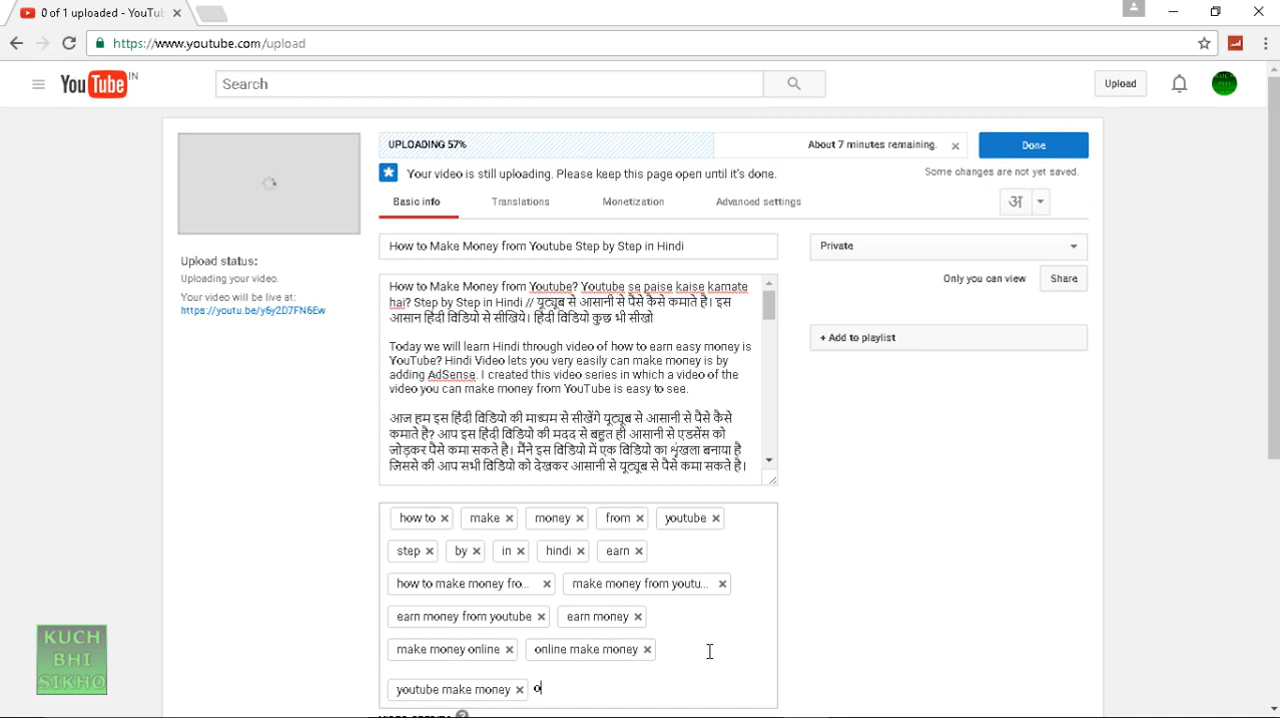 0 of 1 uploaded - YouTu
https://www.youtube.com/upload
YouTube IN
Search
Upload
KUCH
BHI
UPLOADING 57%
About 7 minutes remaining.
Done
Your video is still uploading. Please keep this page open until it's done.
Some changes are not yet saved.
Basic info
Translations
Monetization
Advanced settings
अ
Upload status:
Uploading your video.
Your video will be live at:
https://youtu.be/y6y2D7FN6Ew
How to Make Money from Youtube Step by Step in Hindi
Private
Only you can view
Share
+ Add to playlist
How to Make Money from Youtube? Youtube se paise kaise kamate
hai? Step by Step in Hindi // यूट्यूब से आसानी से पैसे कैसे कमाते है। इस
आसान हिंदी विडियो से सीखिये। हिंदी विडियो कुछ भी सीखो
Today we will learn Hindi through video of how to earn easy money is
YouTube? Hindi Video lets you very easily can make money is by
adding AdSense. I created this video series in which a video of the
video you can make money from YouTube is easy to see.
आज हम इस हिंदी विडियो की माध्यम से सीखेंगे यूट्यूब से आसानी से पैसे कैसे
कमाते है? आप इस हिंदी विडियो की मदद से बहुत ही आसानी से एडसेंस को
जोड़कर पैसे कमा सकते है। मैंने इस विडियो में एक विडियो का शृंखला बनाया है
जिससे की आप सभी विडियो को देखकर आसानी से यूट्यूब से पैसे कमा सकते है।
how to × make × money × from × youtube ×
step × by × in × hindi × earn ×
how to make money fro... × make money from youtu... ×
earn money from youtube × earn money ×
make money online × online make money ×
youtube make money × o
KUCH
BHI
SIKHO